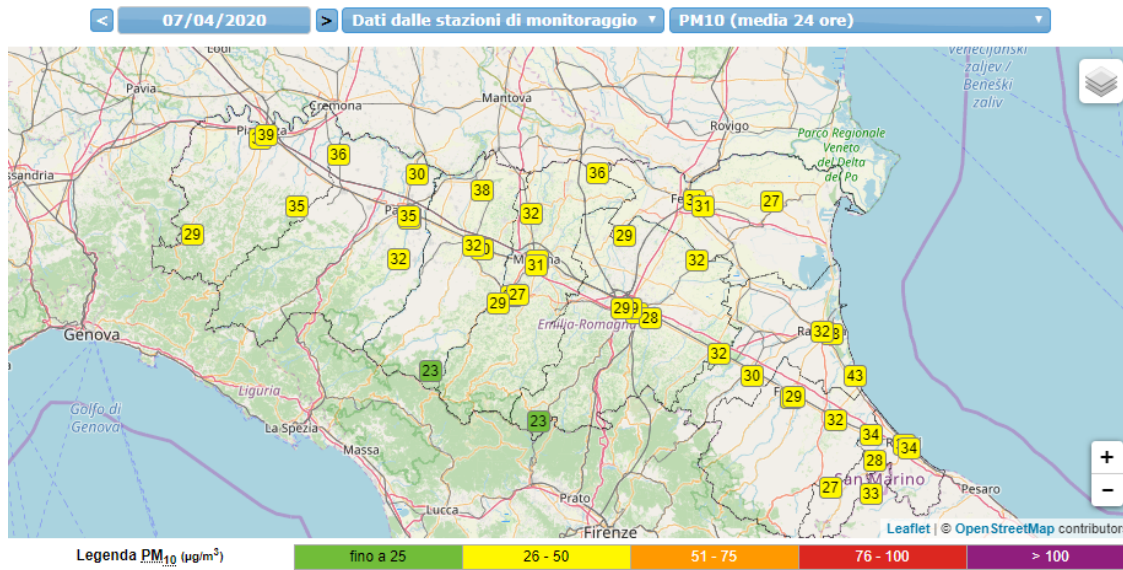 < 07/04/2020 > Dati dalle stazioni di monitoraggio ▼ PM10 (media 24 ore) ▼
Lodi
Venecijanski
zaljev /
Beneški
zaliv
Pavia
Mantova
Cremona
Rovigo
Parco Regionale
Veneto
del Delta
del Po
39
36
36
30
38
35
27
31
35
32
29
29
32
32
32
31
27
29
29
28
Emilia-Romagna
32
Genova
32
23
30
43
Liguria
29
Golfo di
Genova
23
32
La Spezia
34
34
Massa
28
27
33
San Marino
Pesaro
Prato
Lucca
Firenze
+
−
Leaflet | © OpenStreetMap contributor
Legenda PM10 (µg/m3) fino a 25 26 - 50 51 - 75 76 - 100 > 100